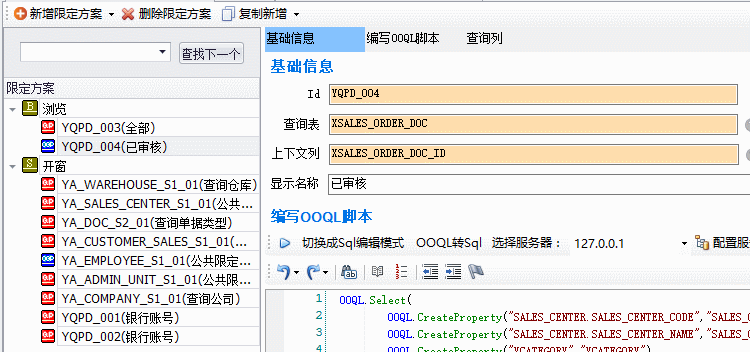 新增限定方案 删除限定方案 复制新增
查找下一个
限定方案
浏览
YQPD_003(全部)
YQPD_004(已审核)
开窗
YA_WAREHOUSE_S1_01(查询仓库)
YA_SALES_CENTER_S1_01(公共...
YA_DOC_S2_01(查询单据类型)
YA_CUSTOMER_SALES_S1_01(...
YA_EMPLOYEE_S1_01(公共限定...
YA_ADMIN_UNIT_S1_01(公共限...
YA_COMPANY_S1_01(查询公司)
YQPD_001(银行账号)
YQPD_002(银行账号)
基础信息 编写OOQL脚本 查询列
基础信息
Id YQPD_004
查询表 XSALES_ORDER_DOC
上下文列 XSALES_ORDER_DOC_ID
显示名称 已审核
编写OOQL脚本
切换成Sql编辑模式 OOQL转Sql 选择服务器: 127.0.0.1 配置服
1 OOQL.Select(
2 OOQL.CreateProperty("SALES_CENTER.SALES_CENTER_CODE","SALES_C
3 OOQL.CreateProperty("SALES_CENTER.SALES_CENTER_NAME","SALES_
4 OOQL.CreateProperty("YCATEGORY","YCATEGORY")